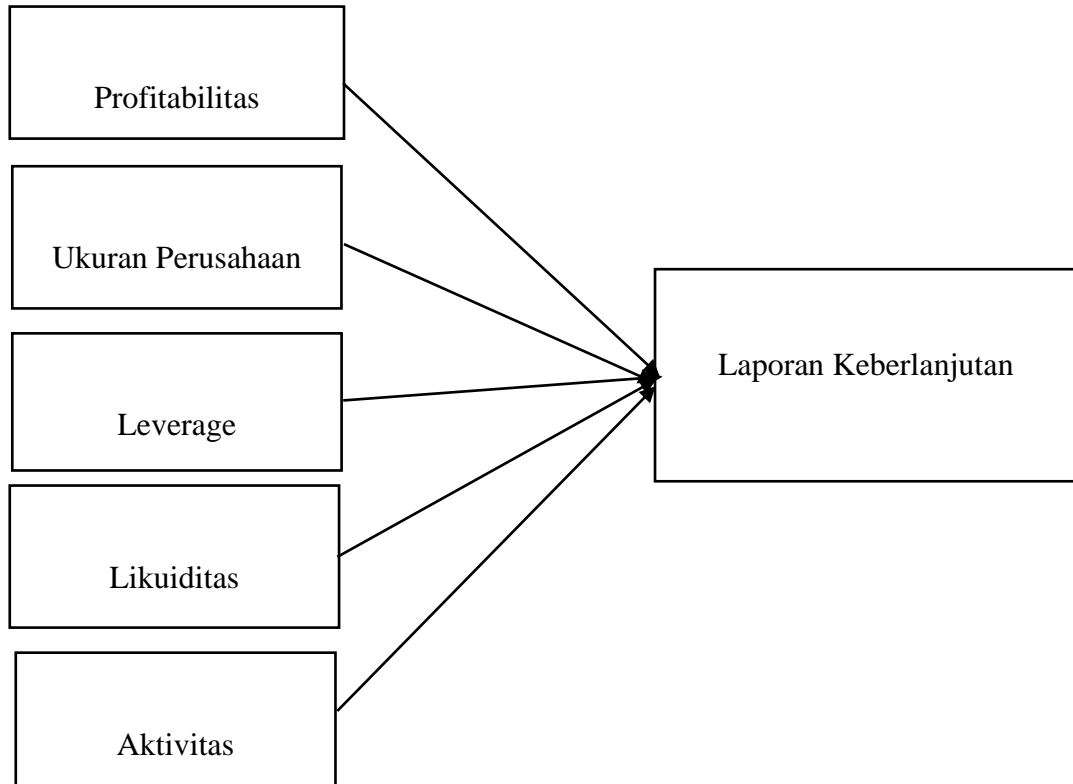 Profitabilitas
Ukuran Perusahaan
Laporan Keberlanjutan
Leverage
Likuiditas
Aktivitas